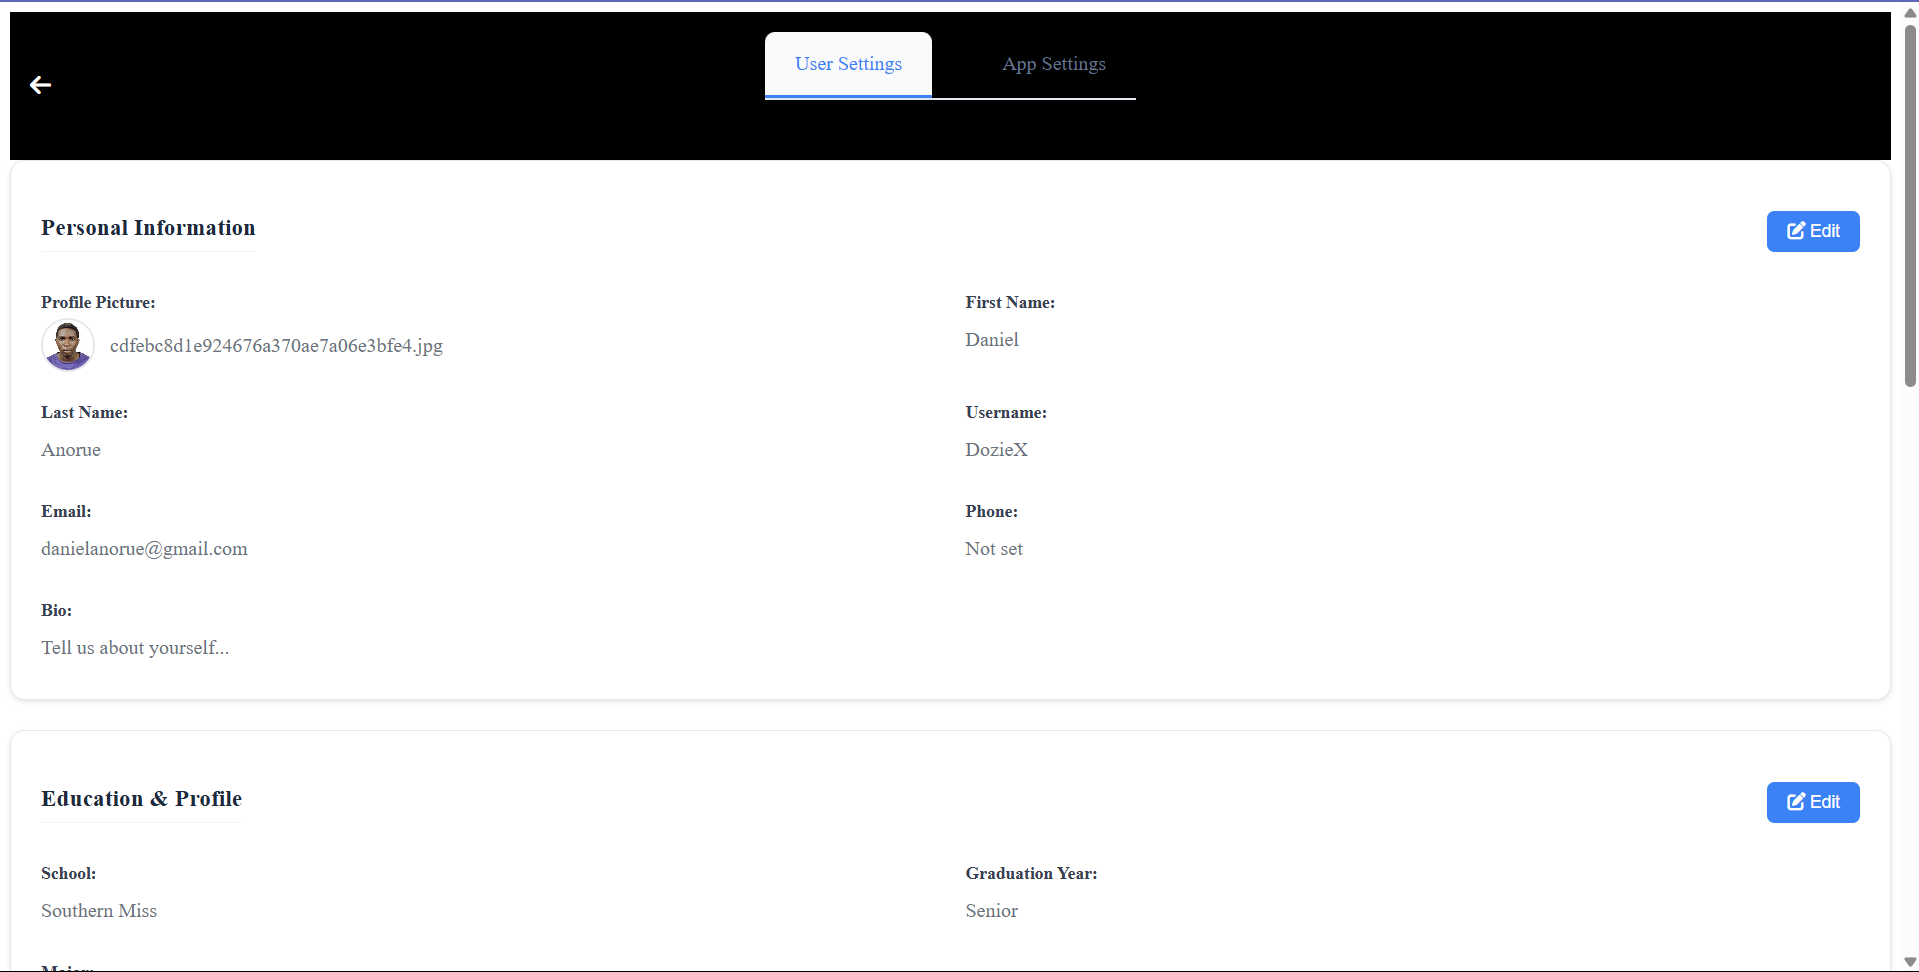 User Settings
App Settings
Personal Information
Edit
Profile Picture:
cdfebc8d1e924676a370ae7a06e3bfe4.jpg
First Name:
Daniel
Last Name:
Anorue
Username:
DozieX
Email:
danielanorue@gmail.com
Phone:
Not set
Bio:
Tell us about yourself...
Education & Profile
Edit
School:
Southern Miss
Graduation Year:
Senior